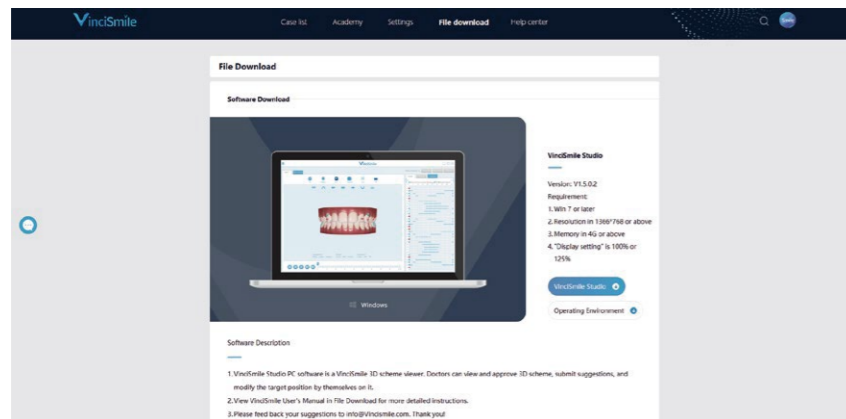 VinciSmile
Case list Academy Settings File download Help center
File Download
Software Download
VinciSmile Studio
Version: V1.5.0.2
Requirement:
1. Win 7 or later
2. Resolution in 1366*768 or above
3. Memory in 4G or above
4. "Display setting" is 100% or
125%
VinciSmile Studio
Operating Environment
Windows
Software Description
1. VinciSmile Studio PC software is a VinciSmile 3D scheme viewer. Doctors can view and approve 3D scheme, submit suggestions, and
modify the target position by themselves on it.
2. View VinciSmile User's Manual in File Download for more detailed instructions.
3. Please feed back your suggestions to info@Vincismile.com. Thank you!